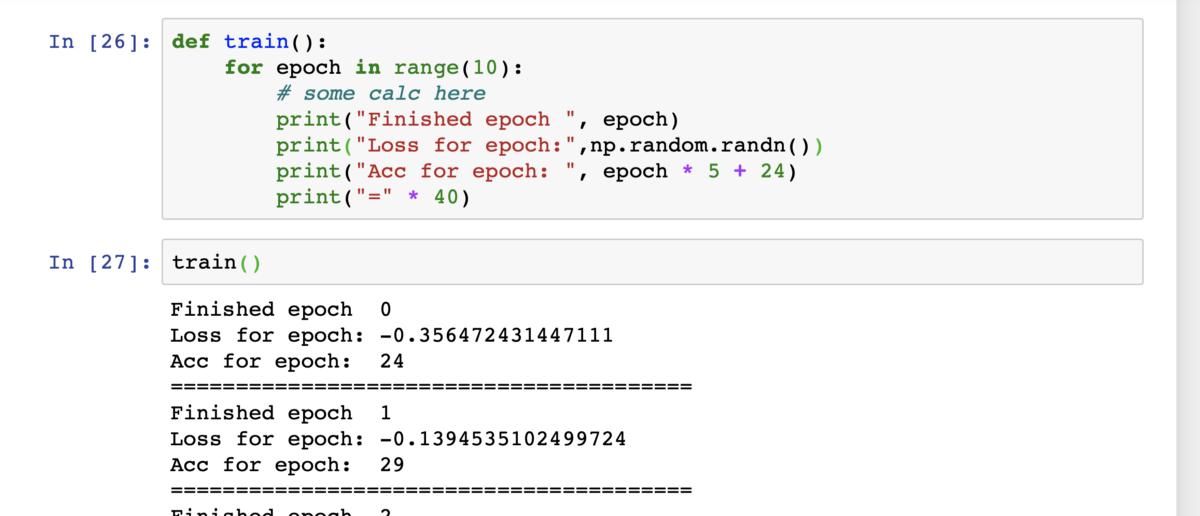 In [26]: def train():
    for epoch in range(10):
        # some calc here
        print("Finished epoch ", epoch)
        print("Loss for epoch:",np.random.randn())
        print("Acc for epoch: ", epoch * 5 + 24)
        print("=" * 40)
In [27]: train()
Finished epoch  0
Loss for epoch: -0.356472431447111
Acc for epoch:  24
========================================
Finished epoch  1
Loss for epoch: -0.1394535102499724
Acc for epoch:  29
========================================
Finished epoch  2